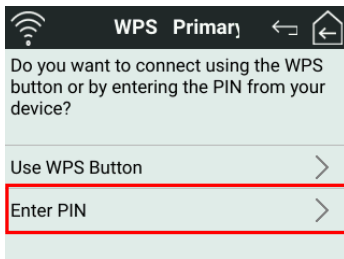 WPS Primary
Do you want to connect using the WPS
button or by entering the PIN from your
device?
Use WPS Button
Enter PIN